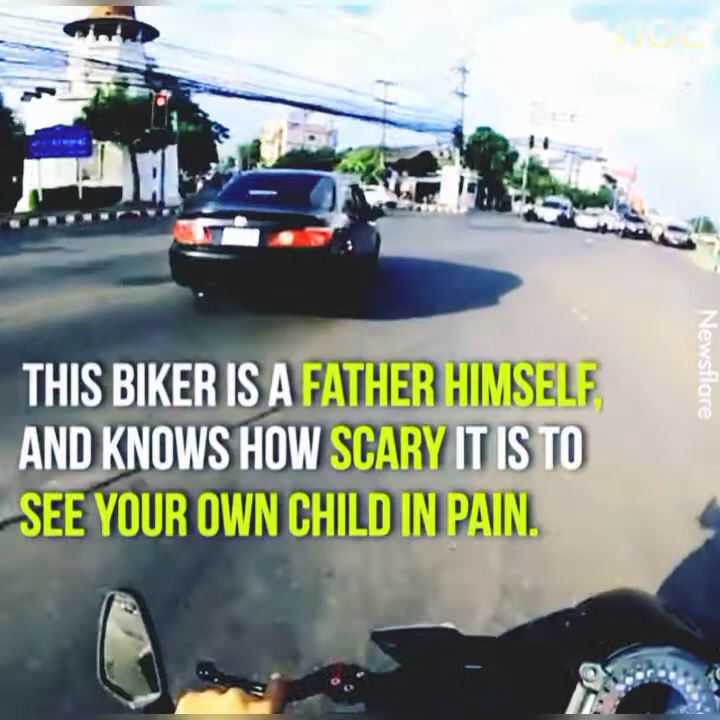 THIS BIKER IS A FATHER HIMSELF,
AND KNOWS HOW SCARY IT IS TO
SEE YOUR OWN CHILD IN PAIN.
Newsflare